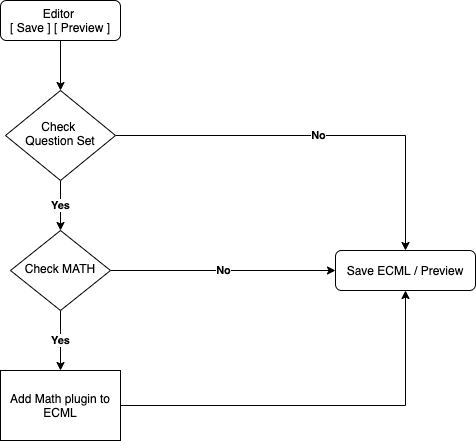 Editor
[ Save ] [ Preview ]
Check
Question Set
No
Yes
Check MATH
No
Save ECML / Preview
Yes
Add Math plugin to
ECML